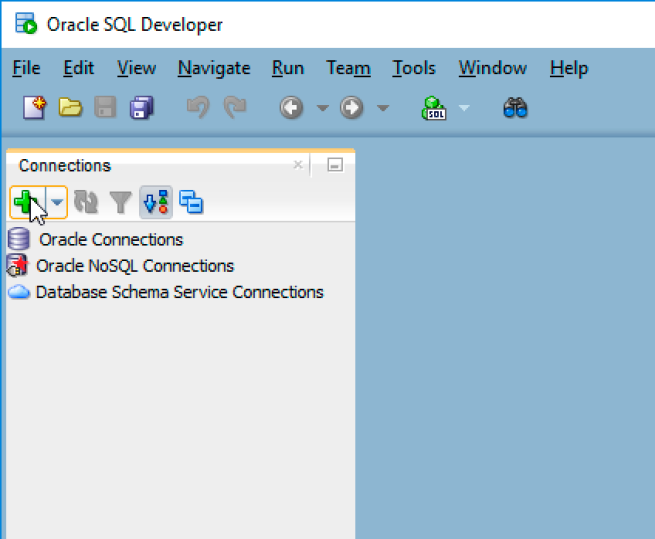 Oracle SQL Developer
File Edit View Navigate Run Team Tools Window Help
SQL
Connections
Oracle Connections
Oracle NoSQL Connections
Database Schema Service Connections